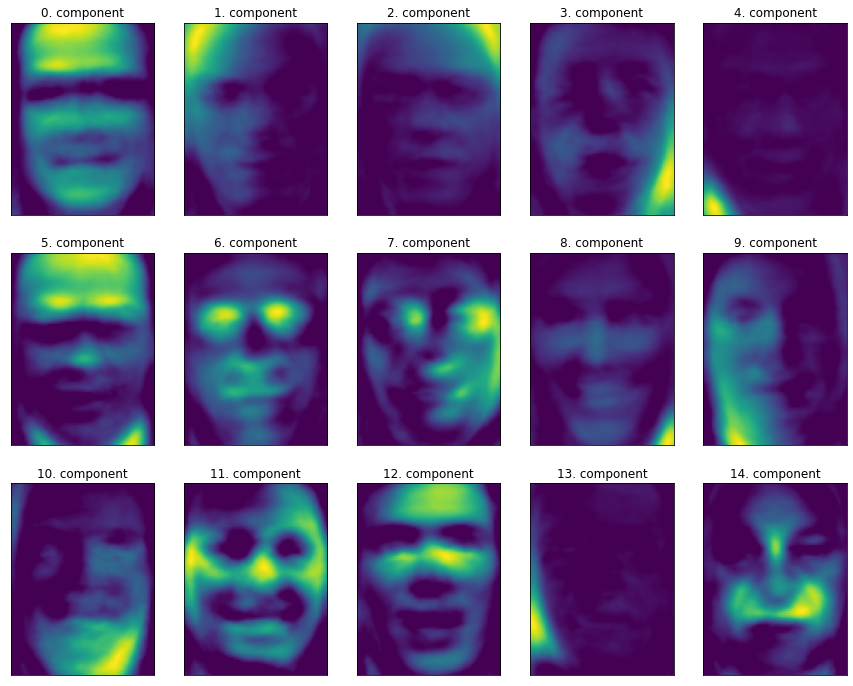 0. component
1. component
2. component
3. component
4. component
5. component
6. component
7. component
8. component
9. component
10. component
11. component
12. component
13. component
14. component